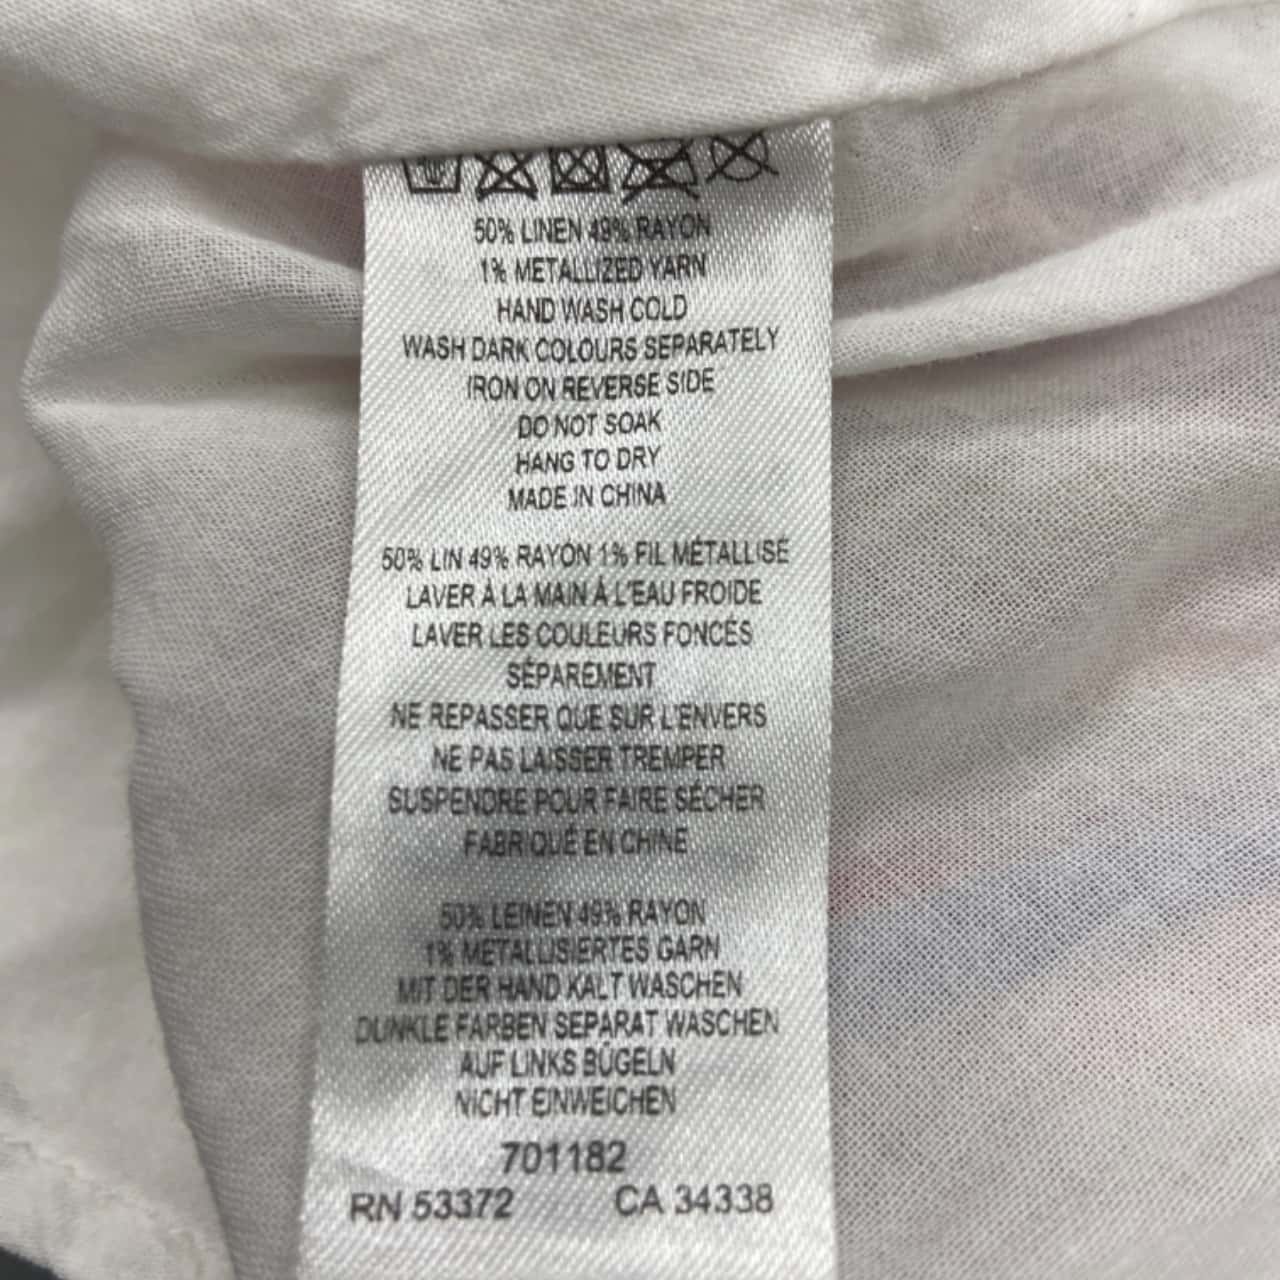 50% LINEN 49% RAYON
1% METALLIZED YARN
HAND WASH COLD
WASH DARK COLOURS SEPARATELY
IRON ON REVERSE SIDE
DO NOT SOAK
HANG TO DRY
MADE IN CHINA
50% LIN 49% RAYON 1% FIL MÉTALLISÉ
LAVER À LA MAIN À L'EAU FROIDE
LAVER LES COULEURS FONCÉS
SÉPARÉMENT
NE REPASSER QUE SUR L'ENVERS
NE PAS LAISSER TREMPER
SUSPENDRE POUR FAIRE SÉCHER
FABRIQUÉ EN CHINE
50% LEINEN 49% RAYON
1% METALLISIERTES GARN
MIT DER HAND KALT WASCHEN
DUNKLE FARBEN SEPARAT WASCHEN
AUF LINKS BÜGELN
NICHT EINWEICHEN
701182
RN 53372 CA 34338